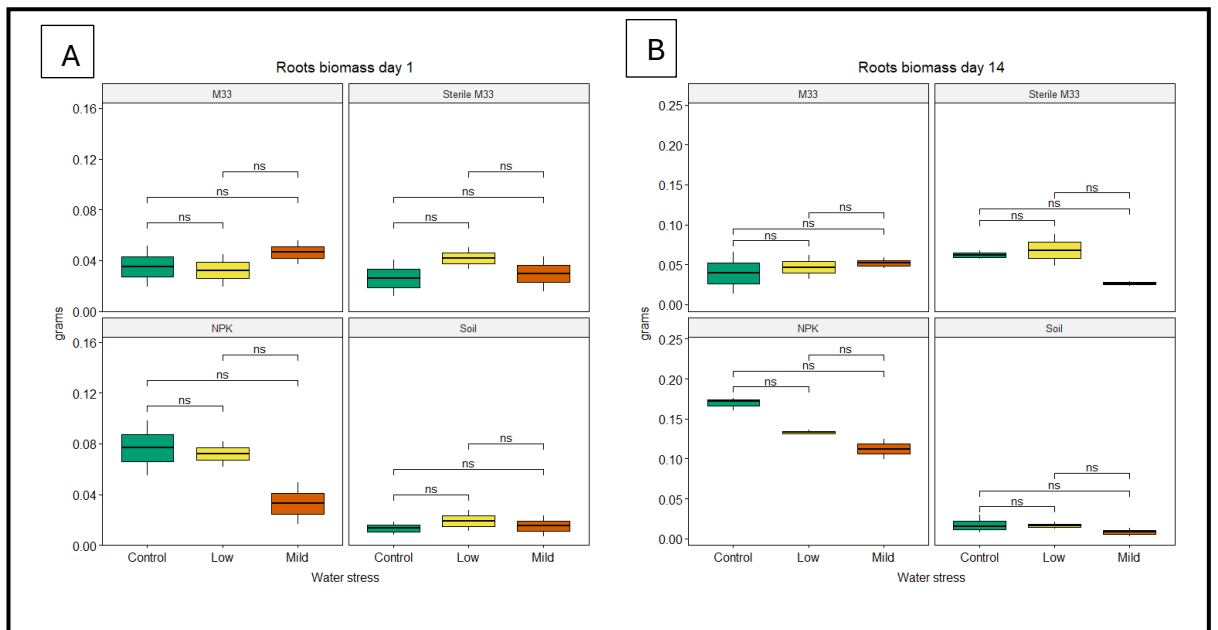 A
Roots biomass day 1
M33
Sterile M33
0.16
0.12
0.08
0.04
0.00
ns
ns
ns
ns
ns
ns
grams
NPK
Soil
0.16
0.12
0.08
0.04
0.00
ns
ns
ns
ns
ns
ns
Control Low Mild Control Low Mild
Water stress
B
Roots biomass day 14
M33
Sterile M33
0.25
0.20
0.15
0.10
0.05
0.00
ns
ns
ns
ns
ns
ns
grams
NPK
Soil
0.25
0.20
0.15
0.10
0.05
0.00
ns
ns
ns
ns
ns
ns
Control Low Mild Control Low Mild
Water stress